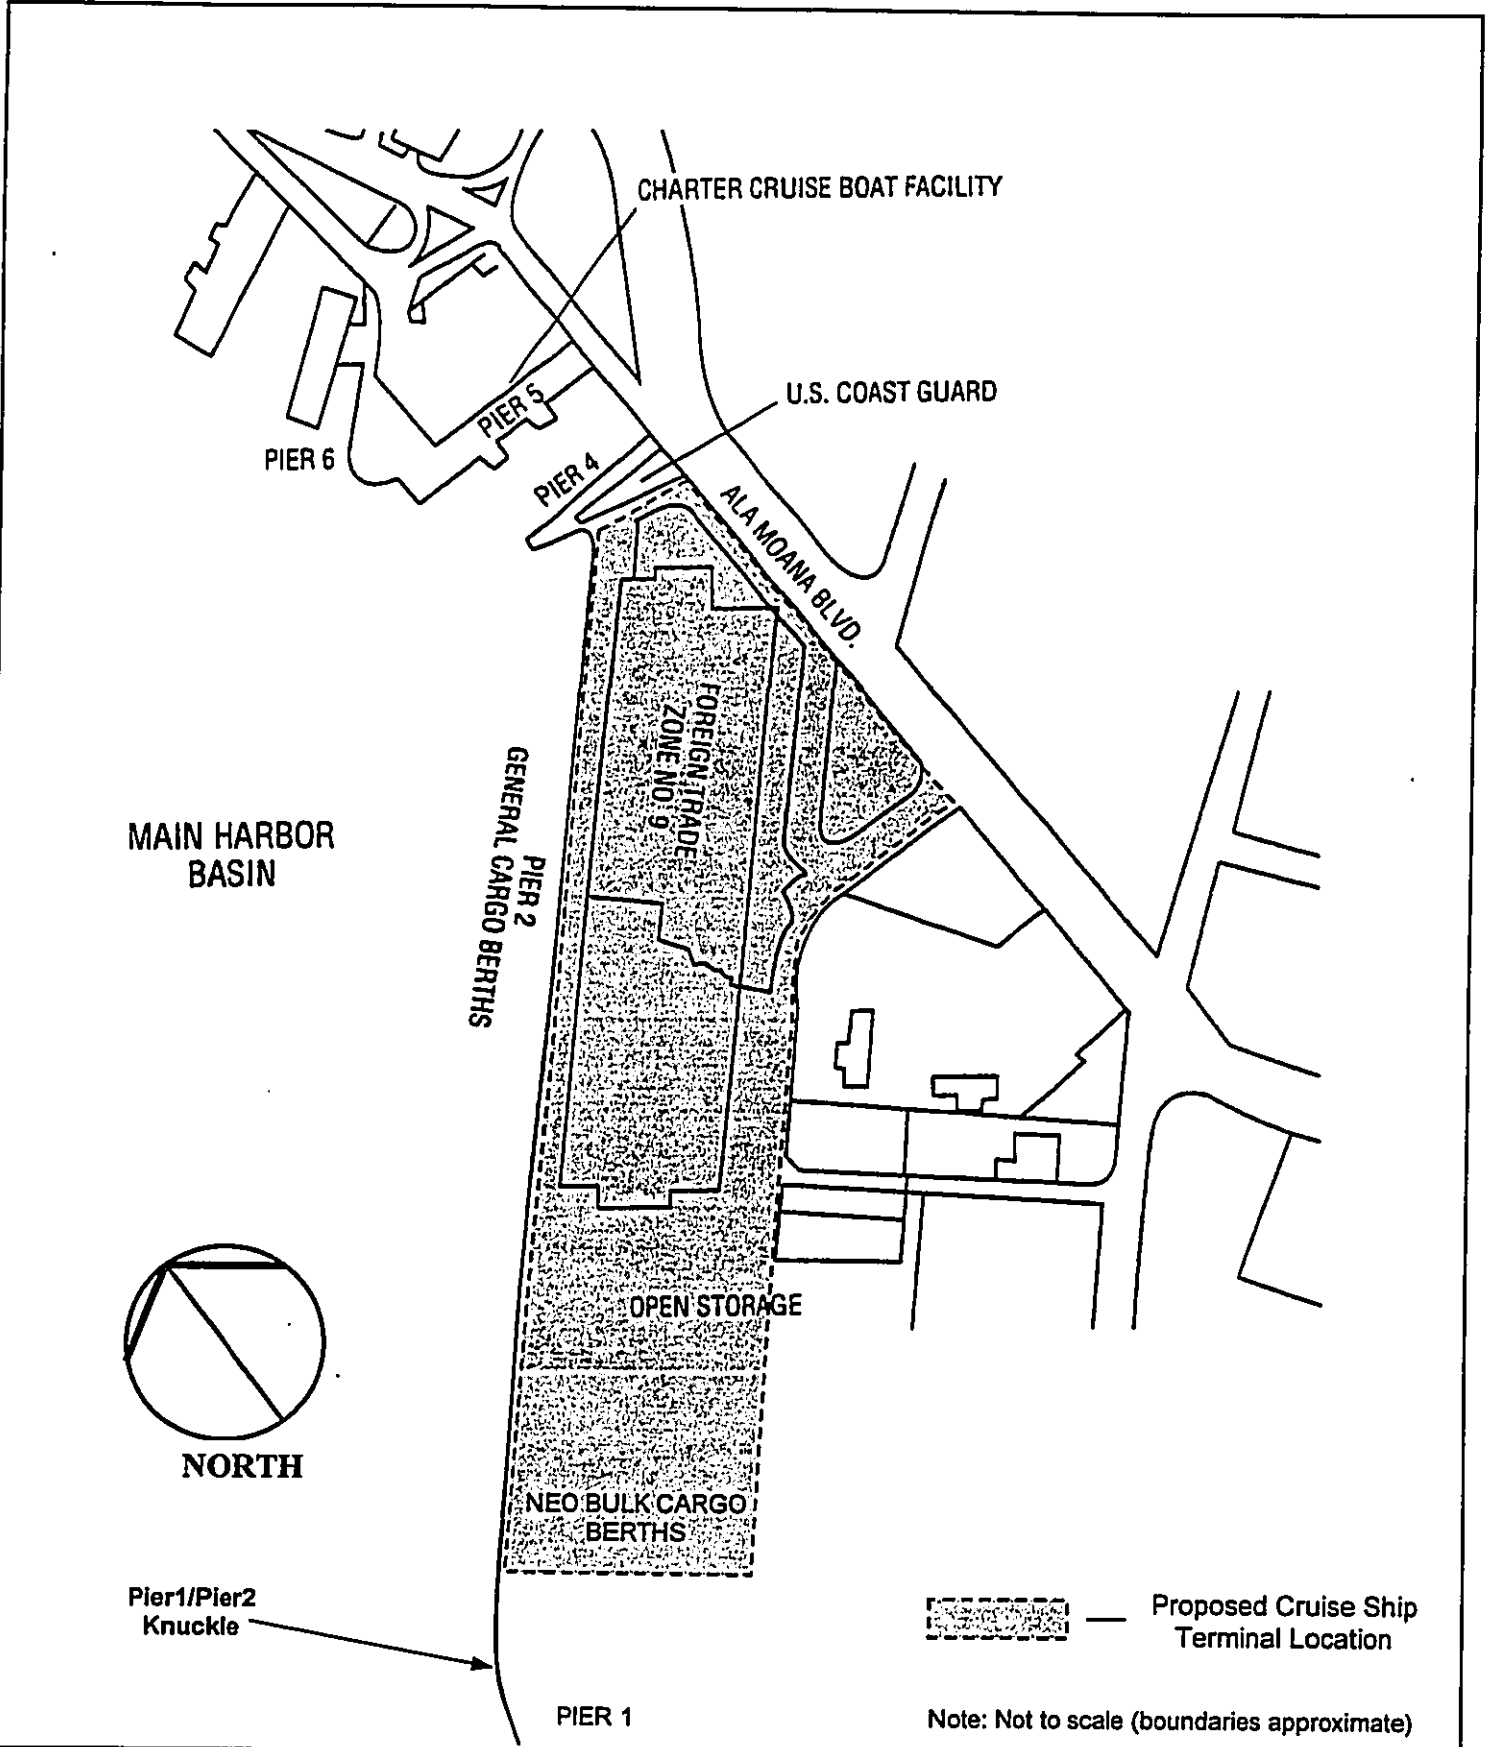 CHARTER CRUISE BOAT FACILITY
U.S. COAST GUARD
PIER 5
PIER 6
PIER 4
ALA MOANA BLVD.
FOREIGN TRADE
ZONE NO 9
PIER 2
GENERAL CARGO BERTHS
MAIN HARBOR
BASIN
OPEN STORAGE
NORTH
NEO BULK CARGO
BERTHS
Pier1/Pier2
Knuckle
Proposed Cruise Ship
Terminal Location
PIER 1
Note: Not to scale (boundaries approximate)